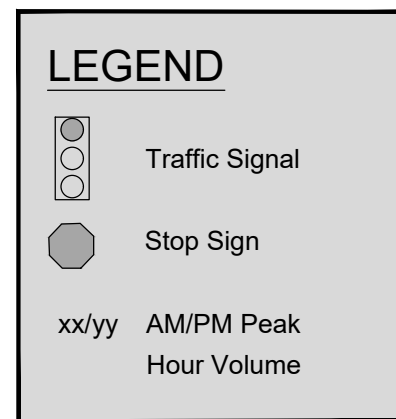 LEGEND
Traffic Signal
Stop Sign
xx/yy AM/PM Peak
Hour Volume